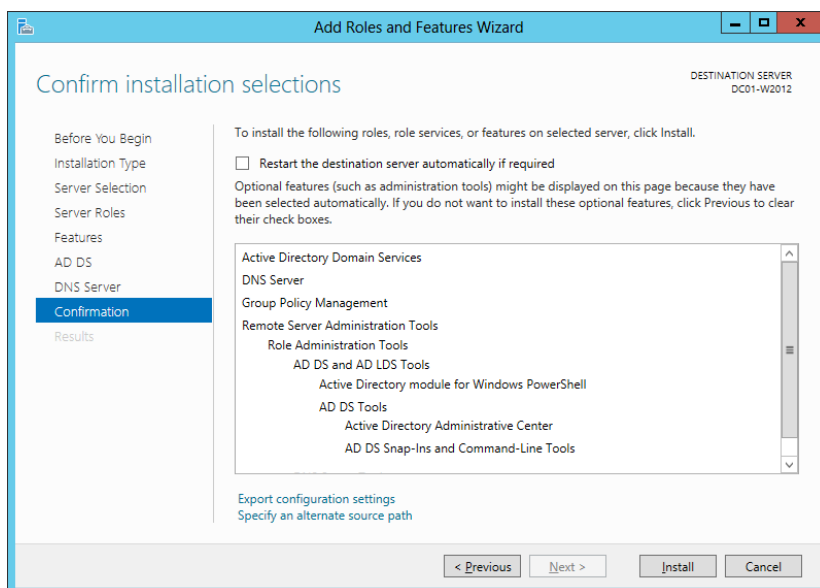 Add Roles and Features Wizard
Confirm installation selections
DESTINATION SERVER
DC01-W2012
Before You Begin
Installation Type
Server Selection
Server Roles
Features
AD DS
DNS Server
Confirmation
Results
To install the following roles, role services, or features on selected server, click Install.
Restart the destination server automatically if required
Optional features (such as administration tools) might be displayed on this page because they have
been selected automatically. If you do not want to install these optional features, click Previous to clear
their check boxes.
Active Directory Domain Services
DNS Server
Group Policy Management
Remote Server Administration Tools
Role Administration Tools
AD DS and AD LDS Tools
Active Directory module for Windows PowerShell
AD DS Tools
Active Directory Administrative Center
AD DS Snap-Ins and Command-Line Tools
Export configuration settings
Specify an alternate source path
< Previous
Next >
Install
Cancel